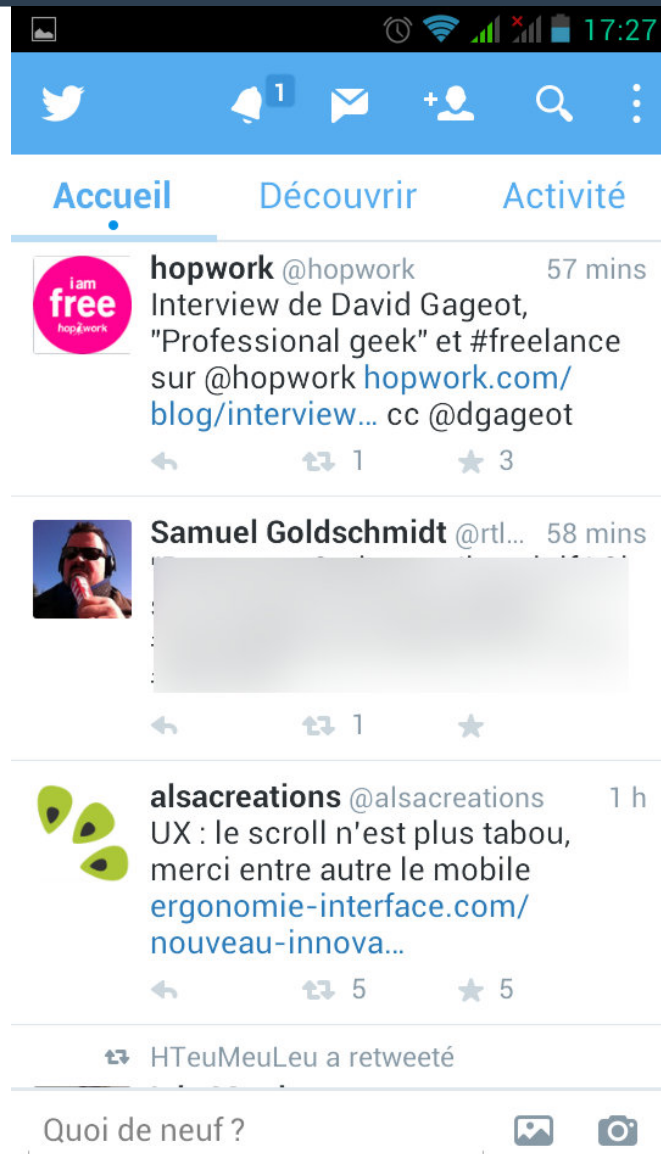 17:27
1
Accueil Découvrir Activité
i am
free
hopwork
hopwork @hopwork 57 mins
Interview de David Gageot,
"Professional geek" et #freelance
sur @hopwork hopwork.com/
blog/interview… cc @dgageot
1 3
Samuel Goldschmidt @rtl… 58 mins
1
alsacreations @alsacreations 1 h
UX : le scroll n'est plus tabou,
merci entre autre le mobile
ergonomie-interface.com/
nouveau-innova…
5 5
HTeuMeuLeu a retweeté
Quoi de neuf ?